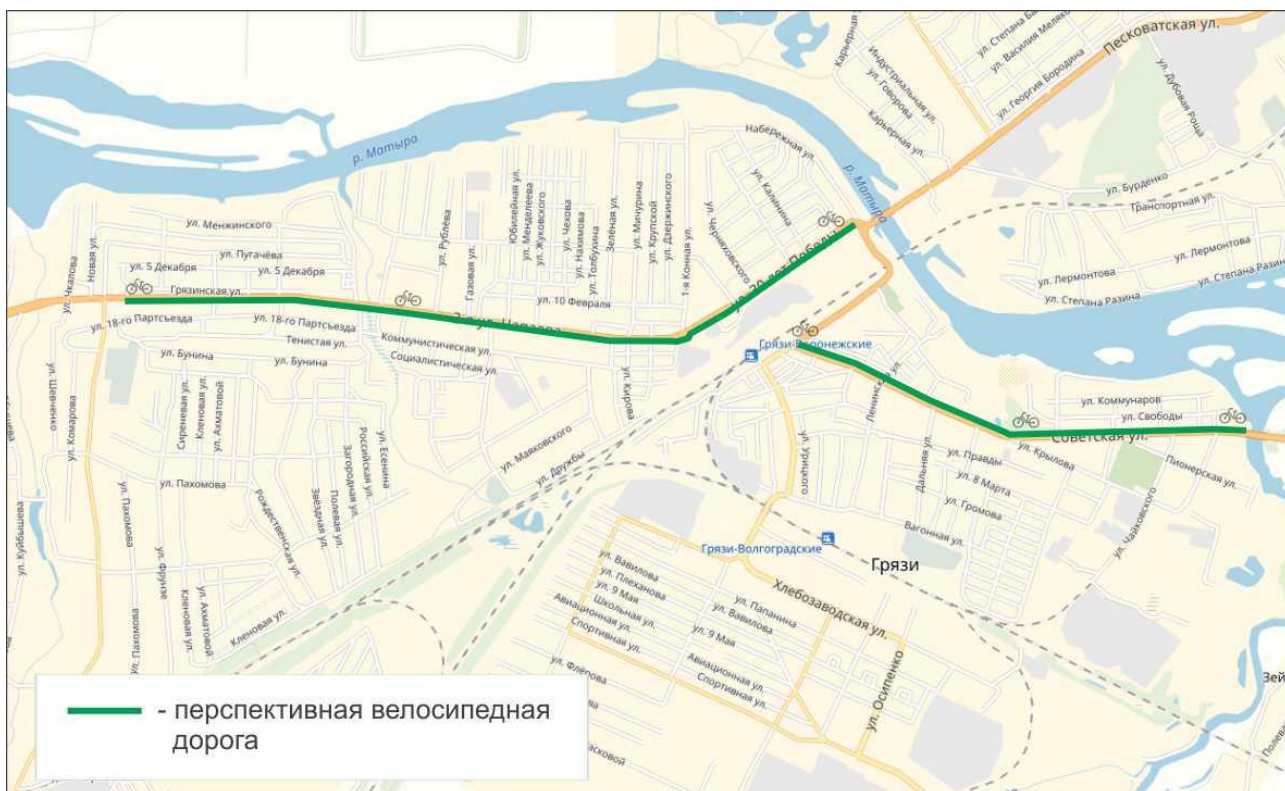 Песковатская ул.
ул. Василия Меляко
ул. Георгия Бородина
Карьерная у
Индустриальная ул.
ул. Говорова
Карьерная ул.
ул. Дубовая Роща
ул. Бурденко
Транспортная ул.
ул. Лермонтова
ул. Лермонтова
ул. Степана Разина
ул. Степана Разина
р. Матыра
р. Матыра
Набережная ул.
ул. Калинина
ул. Черняховского
Юбилейная ул.
ул. Менделеева
ул. Жуковского
ул. Чехова
ул. Нахимова
ул. Толбухина
Зелёная ул.
ул. Мичурина
ул. Крупской
ул. Дзержинского
1-я Конная ул.
ул. Рублёва
Газовая ул.
ул. Менжинского
ул. Пугачёва
ул. 5 Декабря
ул. 5 Декабря
Грязинская ул.
ул. Чкалова
Новая ул.
ул. 10 Февраля
ул. 18-го Партсъезда
ул. 18-го Партсъезда
Тенистая ул.
Коммунистическая ул.
Социалистическая ул.
ул. Бунина
ул. Бунина
ул. Кирова
Грязи-Воронежские
Ленинская ул.
ул. Коммунаров
ул. Свободы
Советская ул.
ул. Шевченко
ул. Комарова
Сиреневая ул.
Кленовая ул.
ул. Ахматовой
ул. Есенина
Российская ул.
Загородная ул.
Полевая ул.
Звёздная ул.
ул. Маяковского
ул. Дружбы
ул. Урицкого
Дальняя ул.
ул. Крылова
ул. Правды
ул. 8 Марта
ул. Громова
Вагонная ул.
Пионерская ул.
ул. Чайковского
ул. Пахомова
ул. Пахомова
ул. Пахомова
Рождественская ул.
ул. Куйбышева
ул. Фрунзе
Кленовая ул.
ул. Ахматовой
Кленовая ул.
Грязи-Волгоградские
Грязи
Хлебозаводская ул.
ул. Вавилова
ул. Плеханова
ул. 9 Мая
Школьная ул.
Авиационная ул.
Спортивная ул.
ул. Папанина
ул. Вавилова
ул. 9 Мая
Авиационная ул.
Спортивная ул.
ул. Флёрова
ул. Осипенко
Зей
Полева
- перспективная велосипедная
дорога